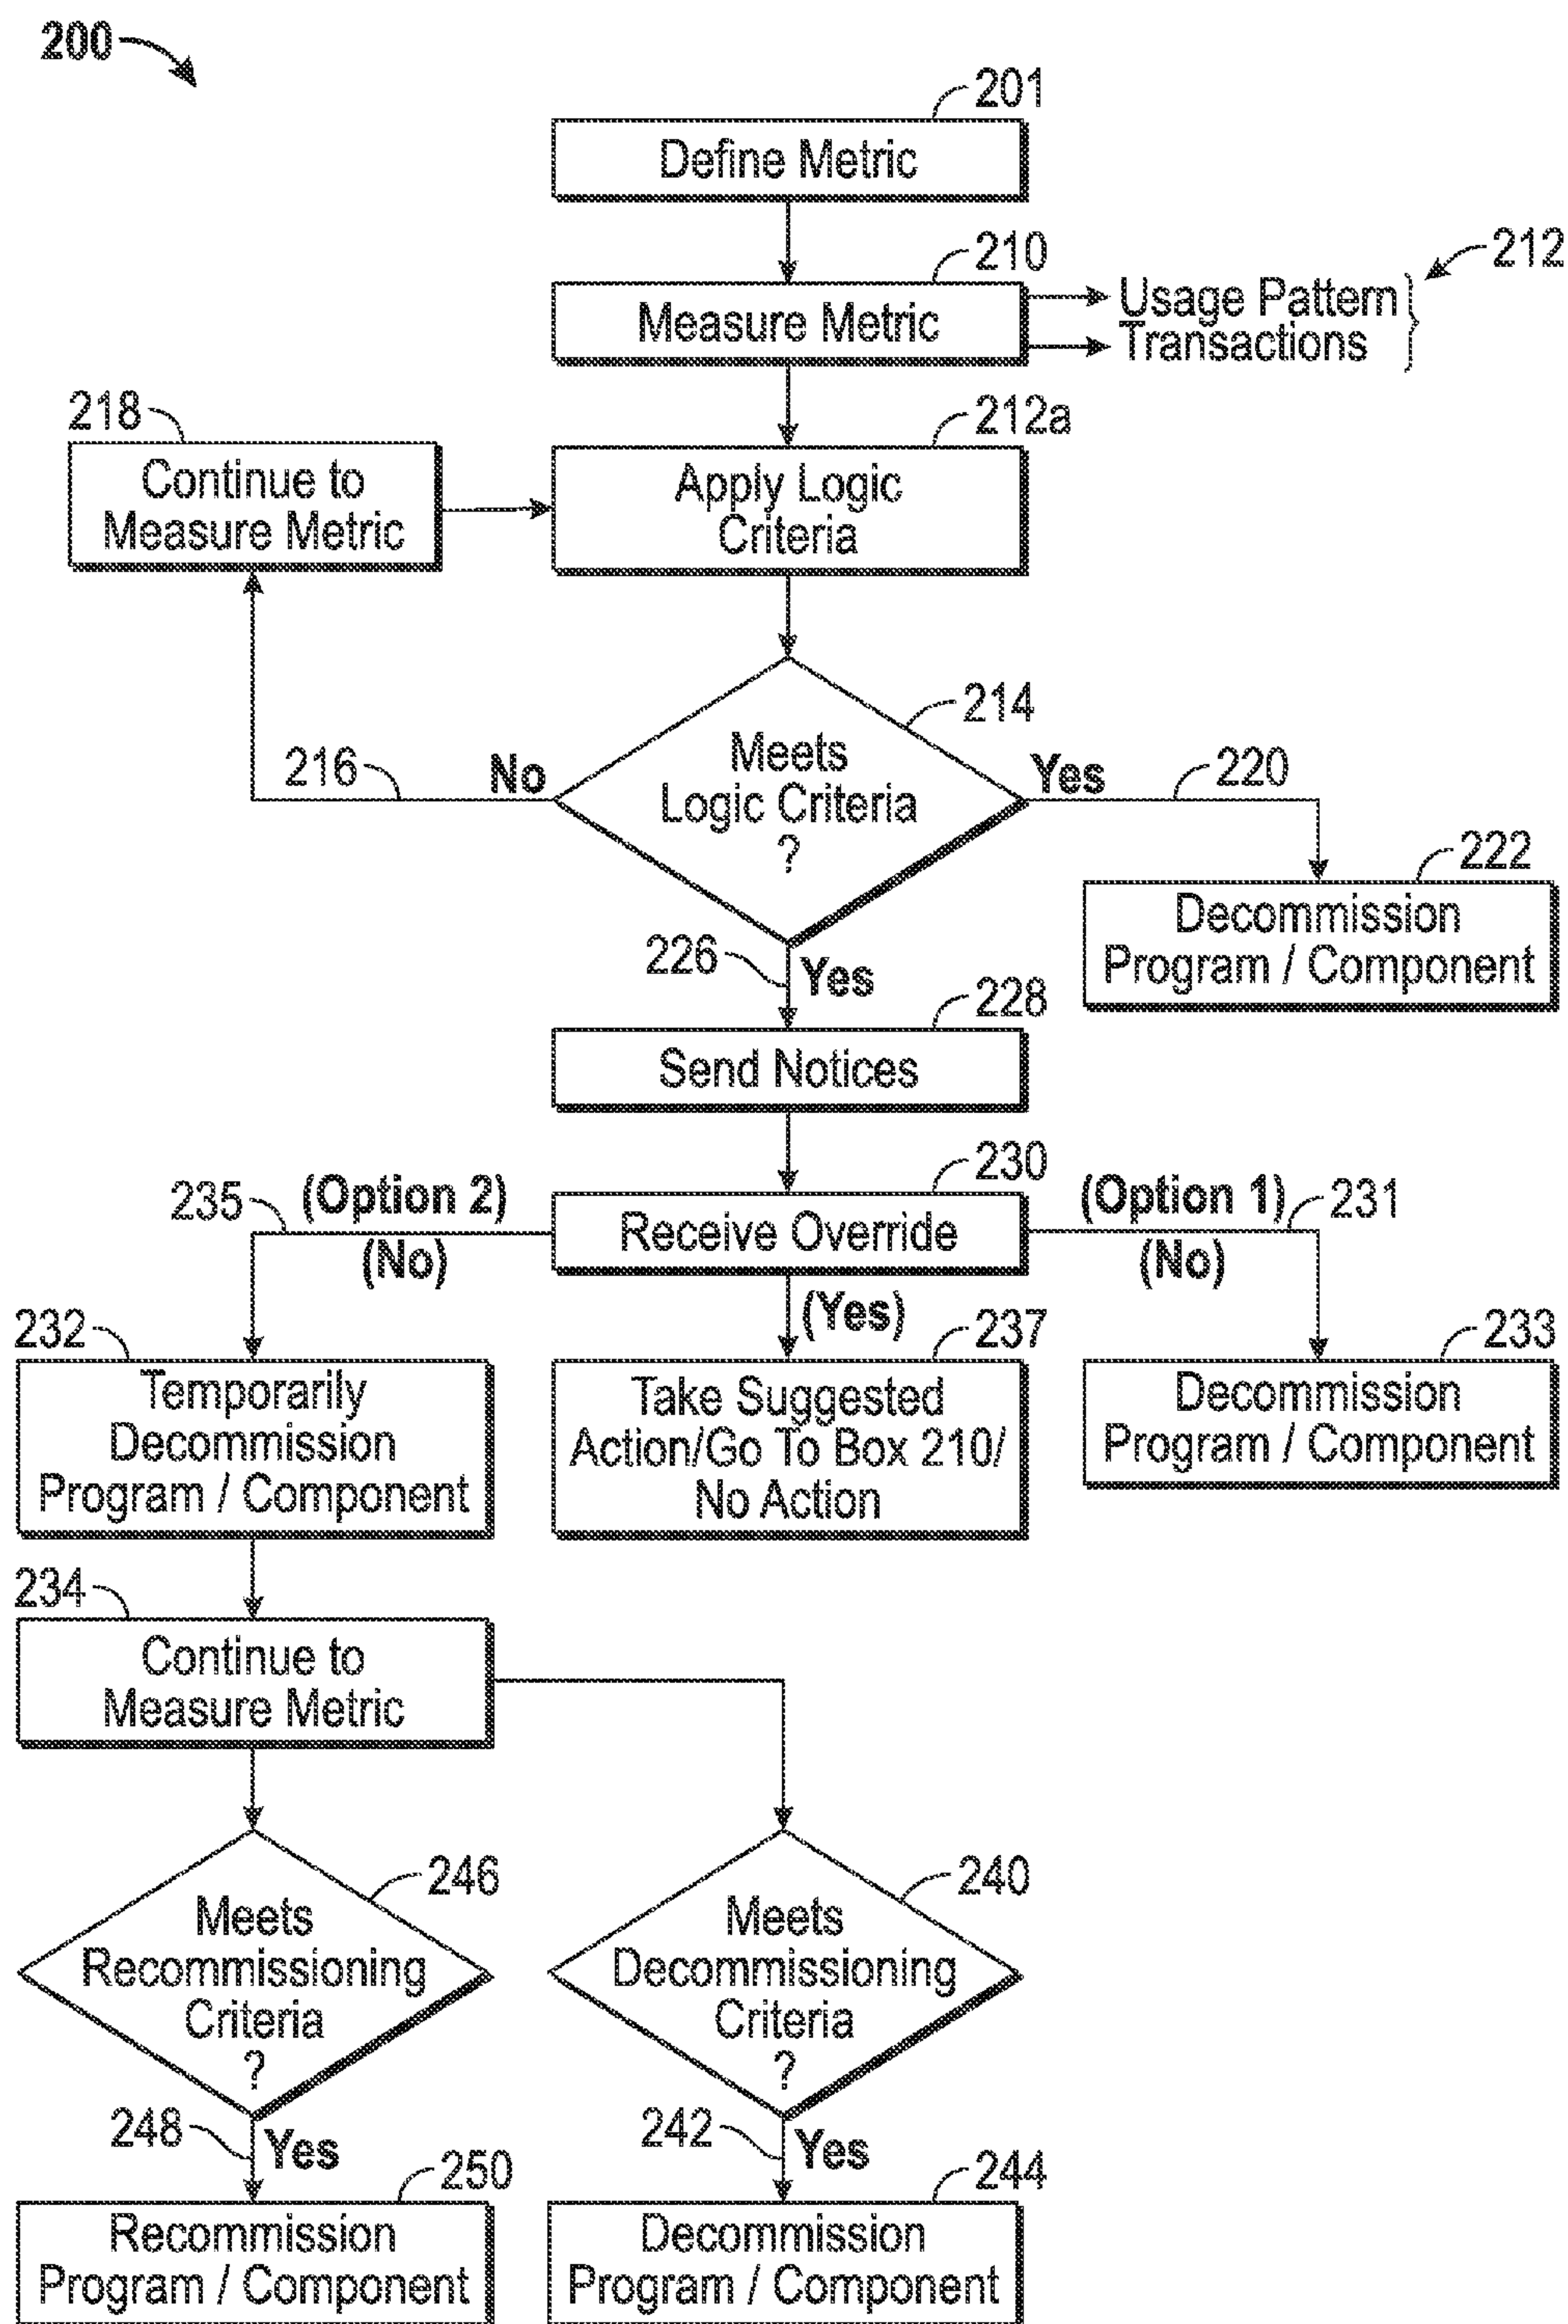 200
201
Define Metric
210
212
Measure Metric
Usage Pattern
Transactions
218
212a
Continue to
Measure Metric
Apply Logic
Criteria
214
216
No
Meets
Logic Criteria
?
Yes
220
222
Decommission
Program / Component
226
Yes
228
Send Notices
230
235
(Option 2)
(No)
Receive Override
(Option 1)
(No)
231
232
(Yes)
237
233
Temporarily
Decommission
Program / Component
Take Suggested
Action/Go To Box 210/
No Action
Decommission
Program / Component
234
Continue to
Measure Metric
246
Meets
Recommissioning
Criteria
?
240
Meets
Decommissioning
Criteria
?
248
Yes
242
Yes
250
Recommission
Program / Component
244
Decommission
Program / Component